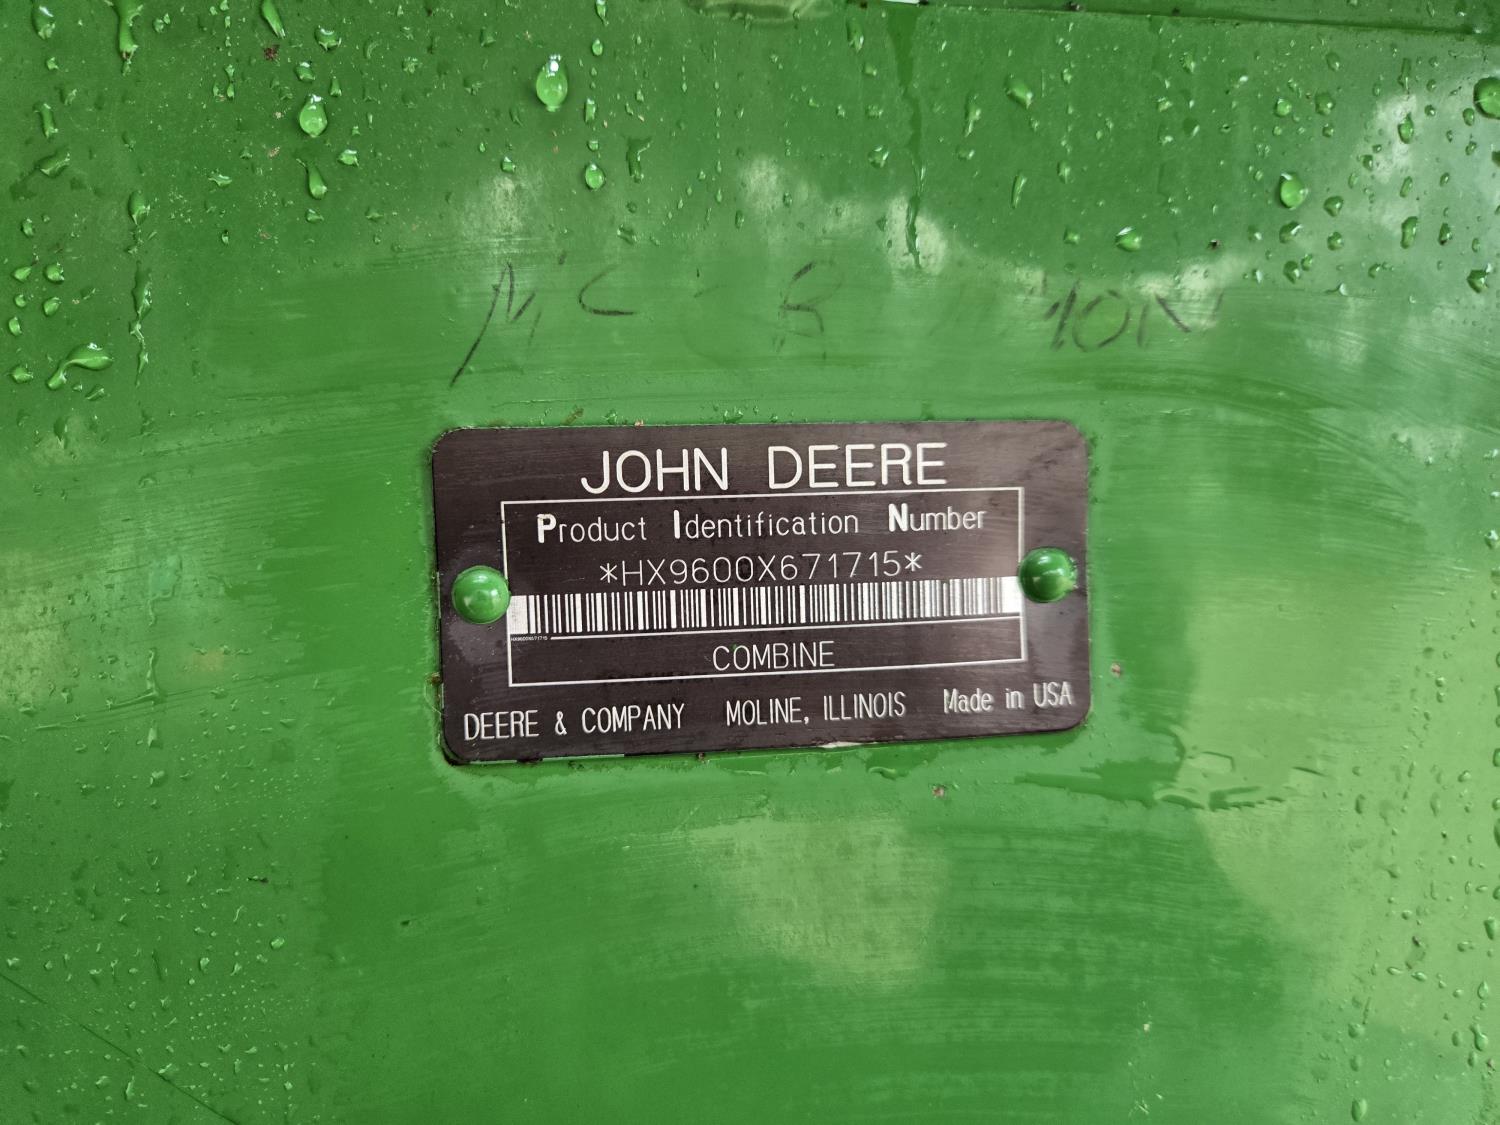 JOHN DEERE
Product Identification Number
*HX9600X671715*
COMBINE
DEERE & COMPANY MOLINE, ILLINOIS Made in USA